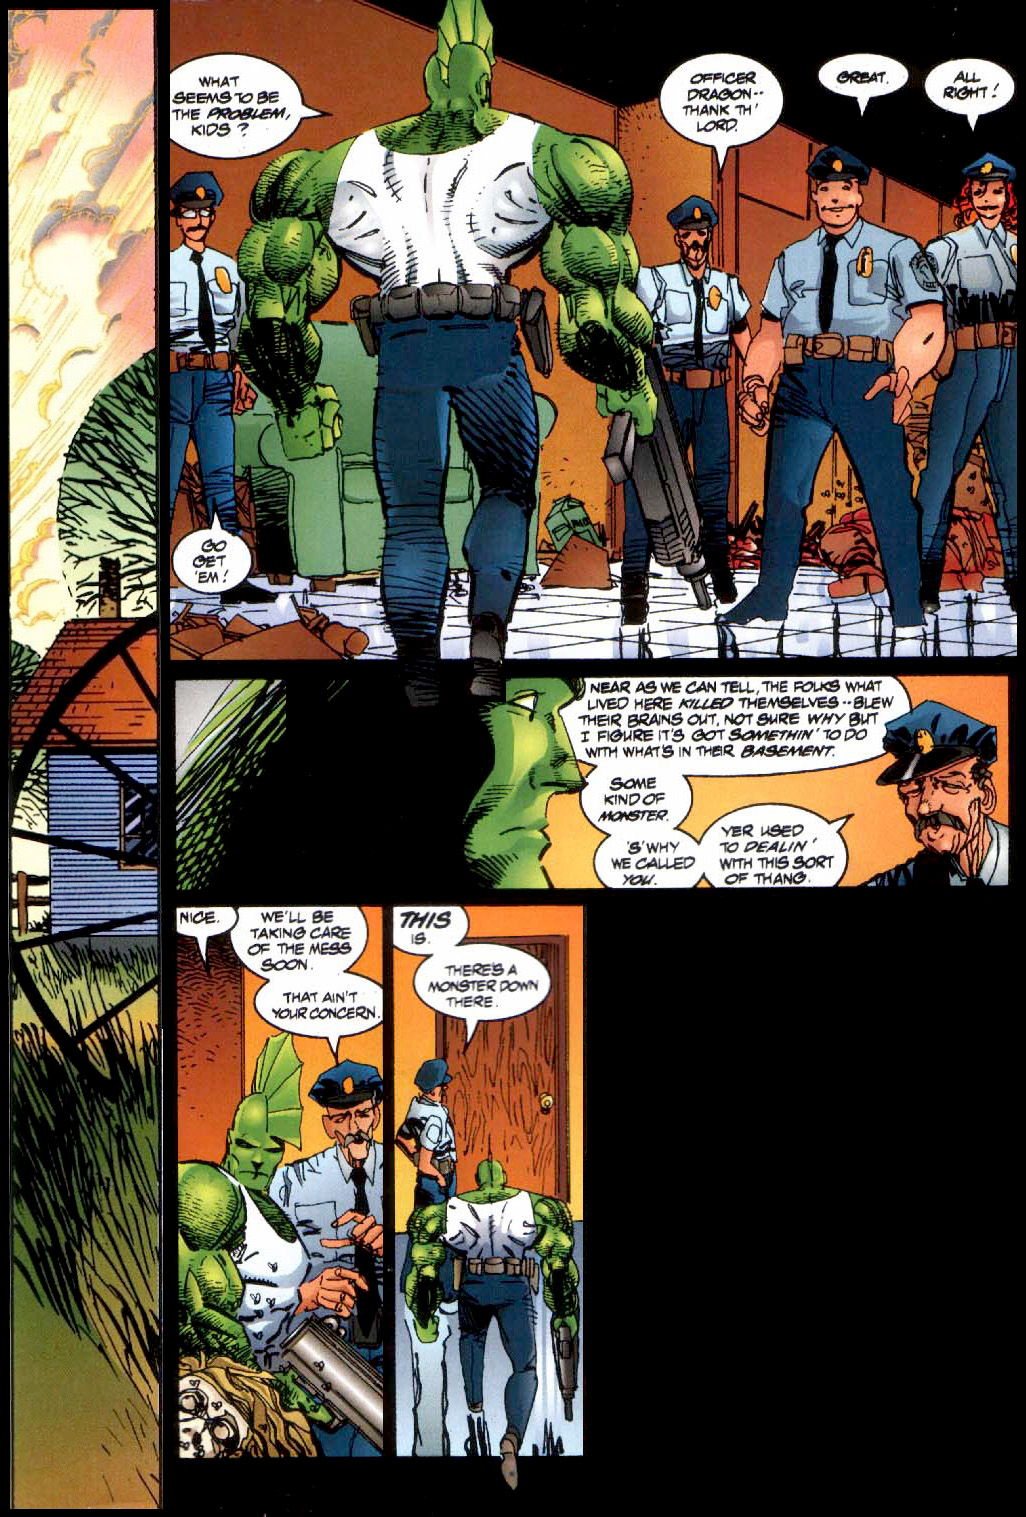 WHAT
SEEMS TO BE
THE PROBLEM,
KIDS?
OFFICER
DRAGON--
THANK TH'
LORD.
GREAT.
ALL
RIGHT!
GO
GET
'EM!
NEAR AS WE CAN TELL, THE FOLKS WHAT
LIVED HERE KILLED THEMSELVES--BLEW
THEIR BRAINS OUT, NOT SURE WHY BUT
I FIGURE IT'S GOT SOMETHIN' TO DO
WITH WHAT'S IN THEIR BASEMENT.
SOME
KIND OF
MONSTER.
'S' WHY
WE CALLED
YOU.
YER USED
TO DEALIN'
WITH THIS SORT
OF THANG.
NICE.
WE'LL BE
TAKING CARE
OF THE MESS
SOON.
THAT AIN'T
YOUR CONCERN.
THIS
IS.
THERE'S A
MONSTER DOWN
THERE.